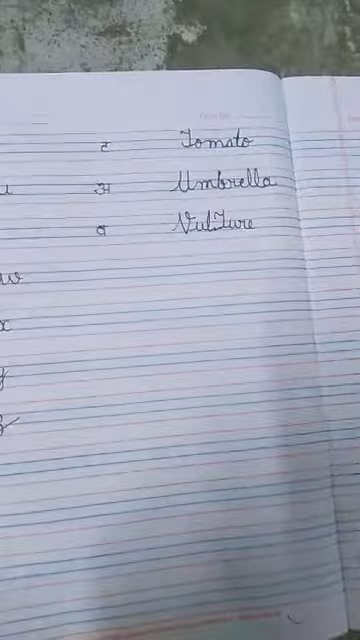 ट Tomato
u अ Umbrella
व Vulture
w
x
y
z